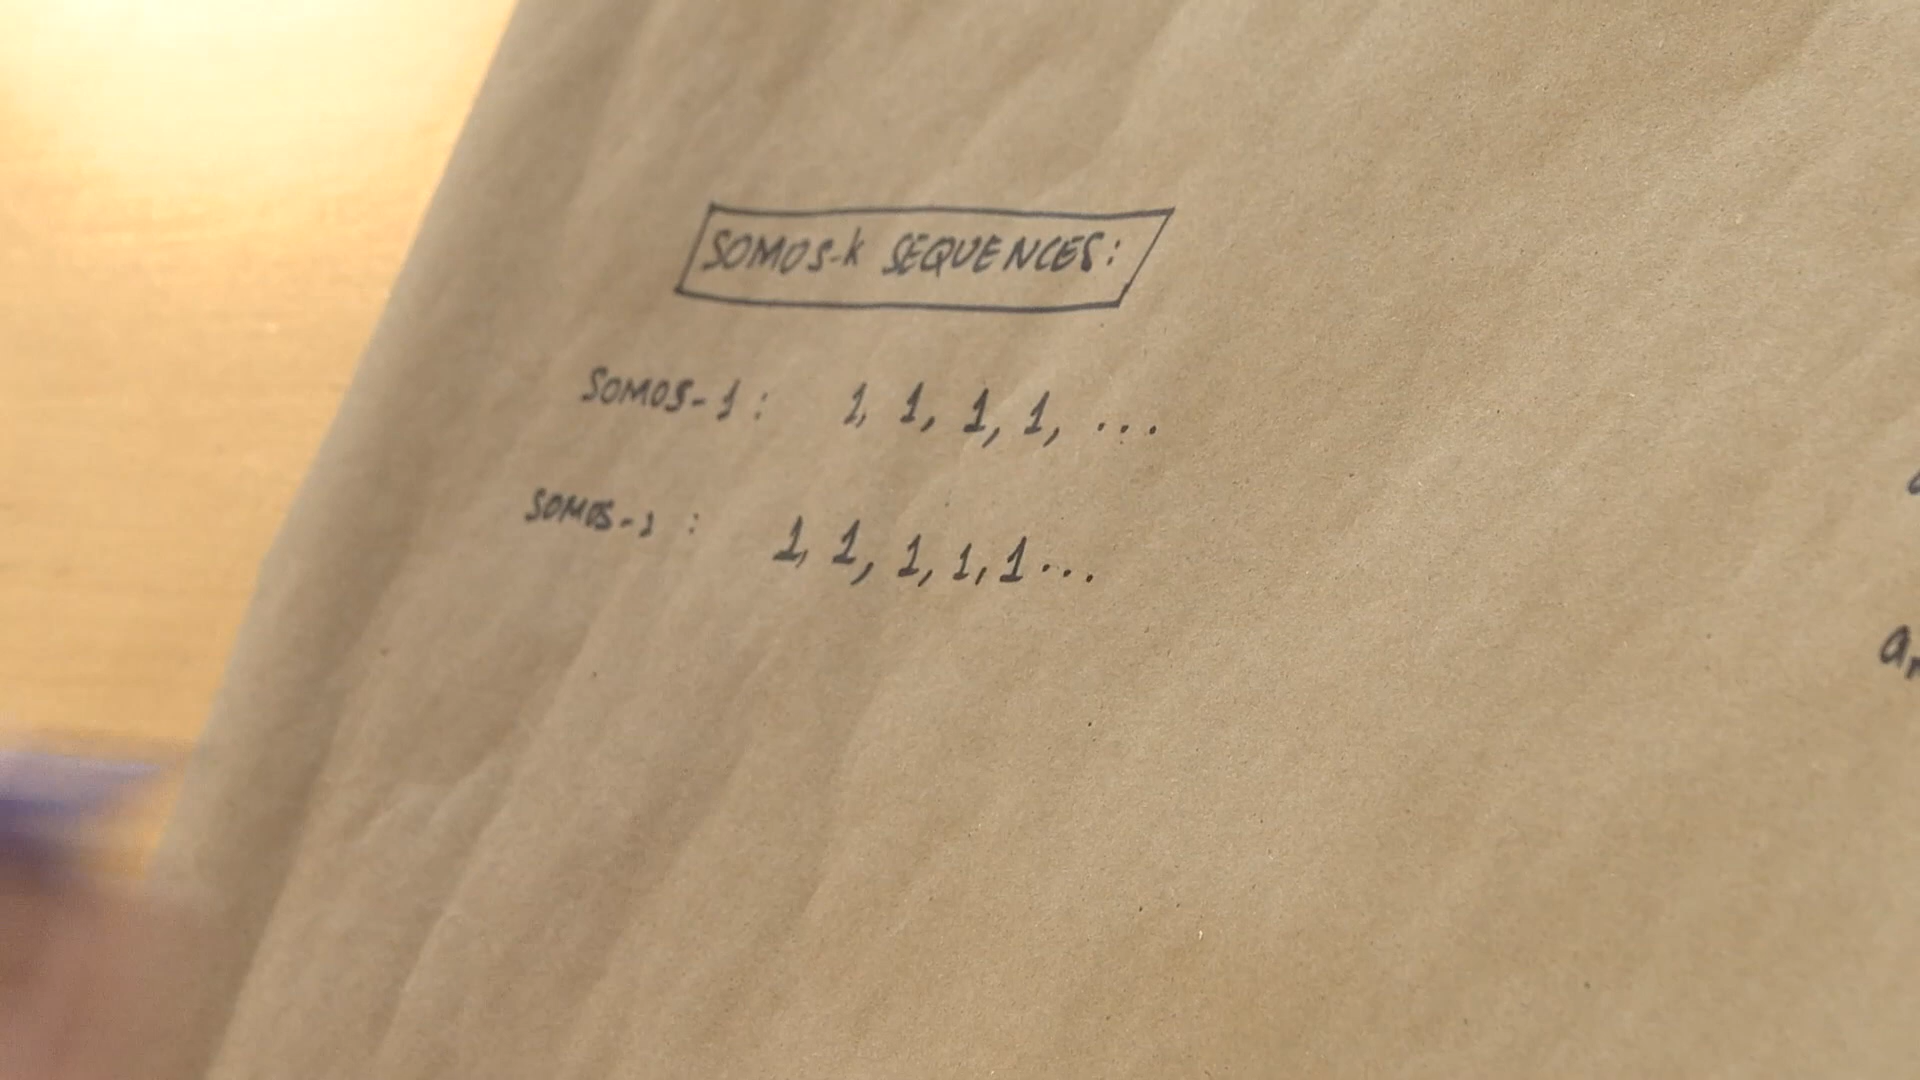 SOMOS-K SEQUENCES:
SOMOS-1: 1, 1, 1, 1, ...
SOMOS-2: 1, 1, 1, 1, 1...